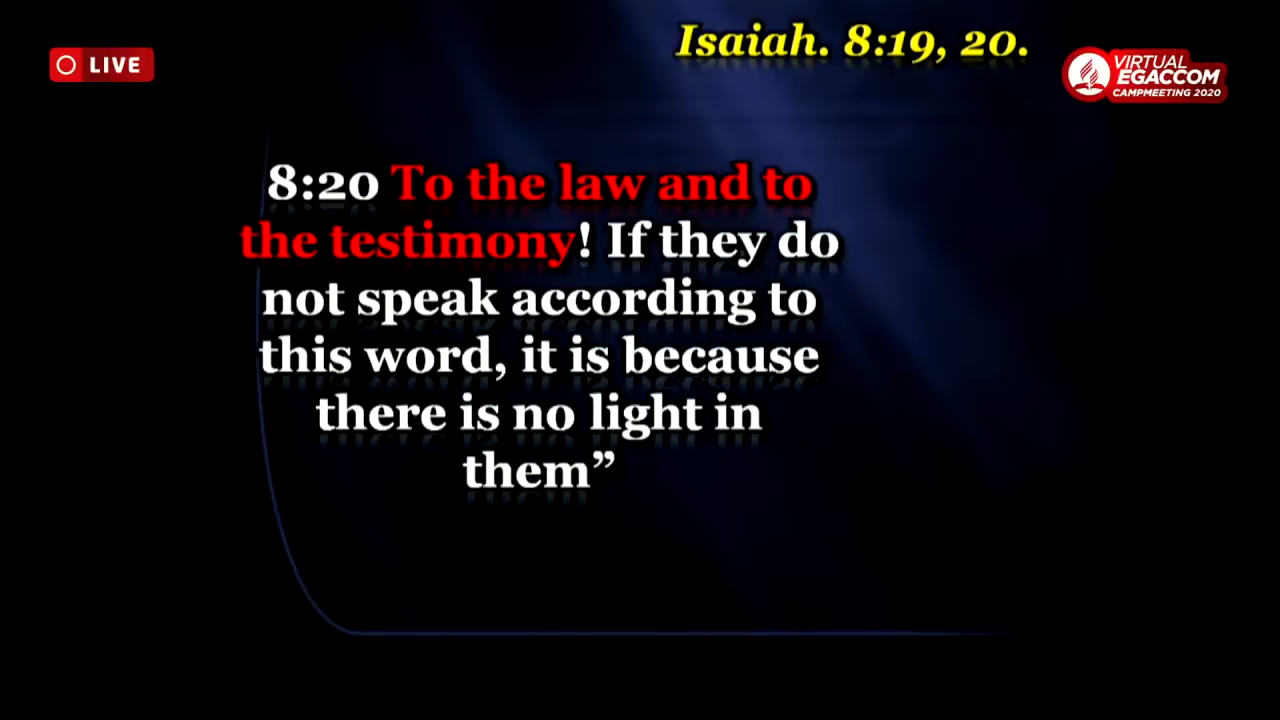 Isaiah. 8:19, 20.
LIVE
VIRTUAL
EGACCOM
CAMPMEETING 2020
8:20 To the law and to
the testimony! If they do
not speak according to
this word, it is because
there is no light in
them”